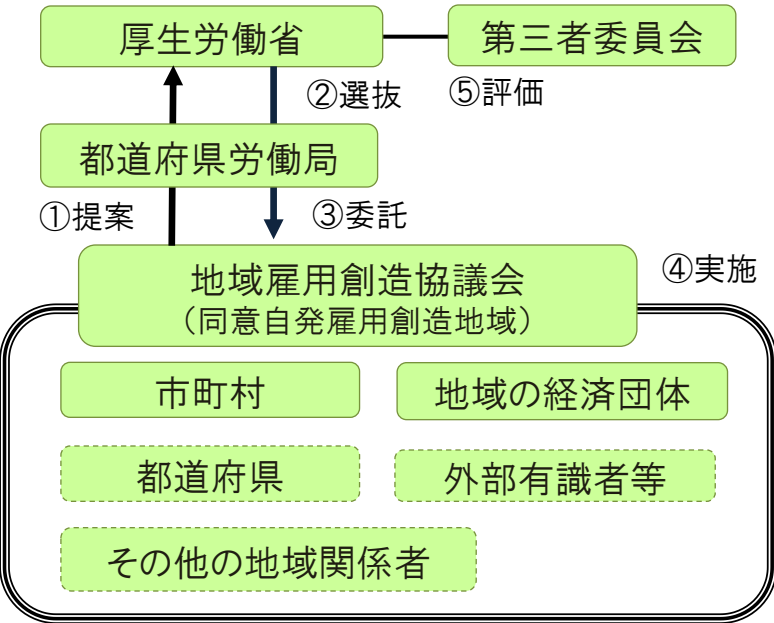 厚生労働省
第三者委員会
②選抜
⑤評価
都道府県労働局
①提案
③委託
地域雇用創造協議会
（同意自発雇用創造地域）
④実施
市町村
地域の経済団体
都道府県
外部有識者等
その他の地域関係者